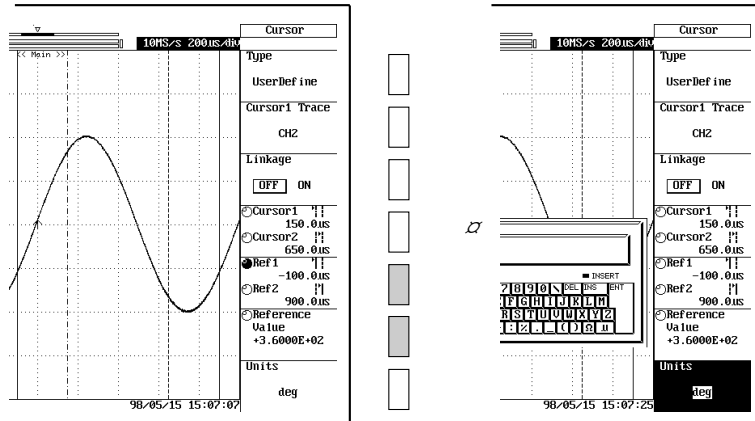 Cursor
10MS/s 200us/div
<< Main >>
Type
UserDefine
Cursor1 Trace
CH2
Linkage
OFF ON
Cursor1
150.0us
Cursor2
650.0us
Ref1
-100.0us
Ref2
900.0us
Reference
Value
+3.6000E+02
Units
deg
98/05/15 15:07:07
¤
Cursor
10MS/s 200us/div
Type
UserDefine
Cursor1 Trace
CH2
Linkage
OFF ON
Cursor1
150.0us
Cursor2
650.0us
Ref1
-100.0us
Ref2
900.0us
Reference
Value
+3.6000E+02
Units
deg
INSERT
7 8 9 0 \ DEL INS ENT
F G H I J K L M
R S T U V W X Y Z
: % . _ ( ) Ω µ
98/05/15 15:07:25